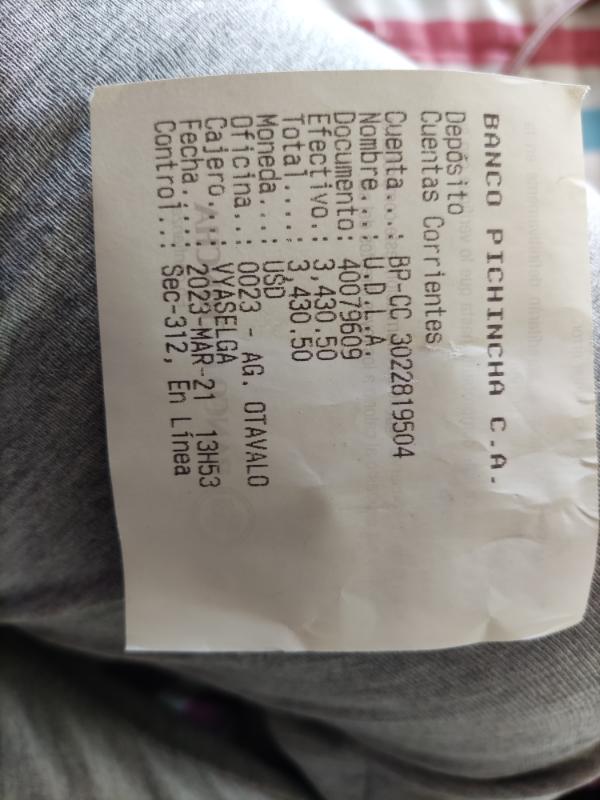 BANCO PICHINCHA C.A.
Depósito
Cuentas Corrientes
Cuenta...: BP-CC 3022819504
Nombre...: U.D.L.A.
Documento: 40079609
Efectivo.: 3,430.50
Total....: 3,430.50
Moneda...: USD
Oficina..: 0023 - AG. OTAVALO
Cajero...: VYASELGA
Fecha....: 2023-MAR-21 13H53
Control..: Sec-312, En Línea